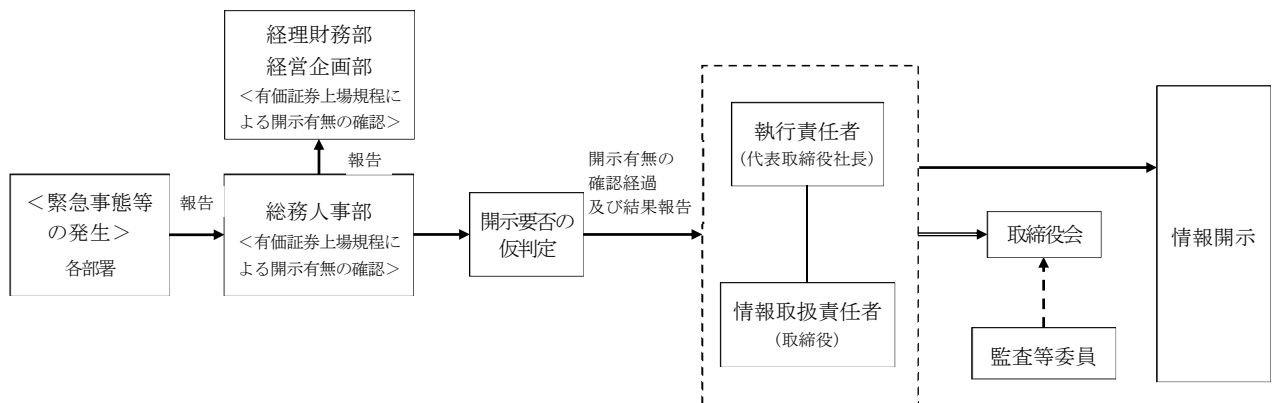 経理財務部
経営企画部
<有価証券上場規程に
よる開示有無の確認>
報告
<緊急事態等
の発生>
各部署
報告
総務人事部
<有価証券上場規程に
よる開示有無の確認>
開示要否の
仮判定
開示有無の
確認経過
及び結果報告
執行責任者
(代表取締役社長)
情報取扱責任者
(取締役)
取締役会
監査等委員
情報開示